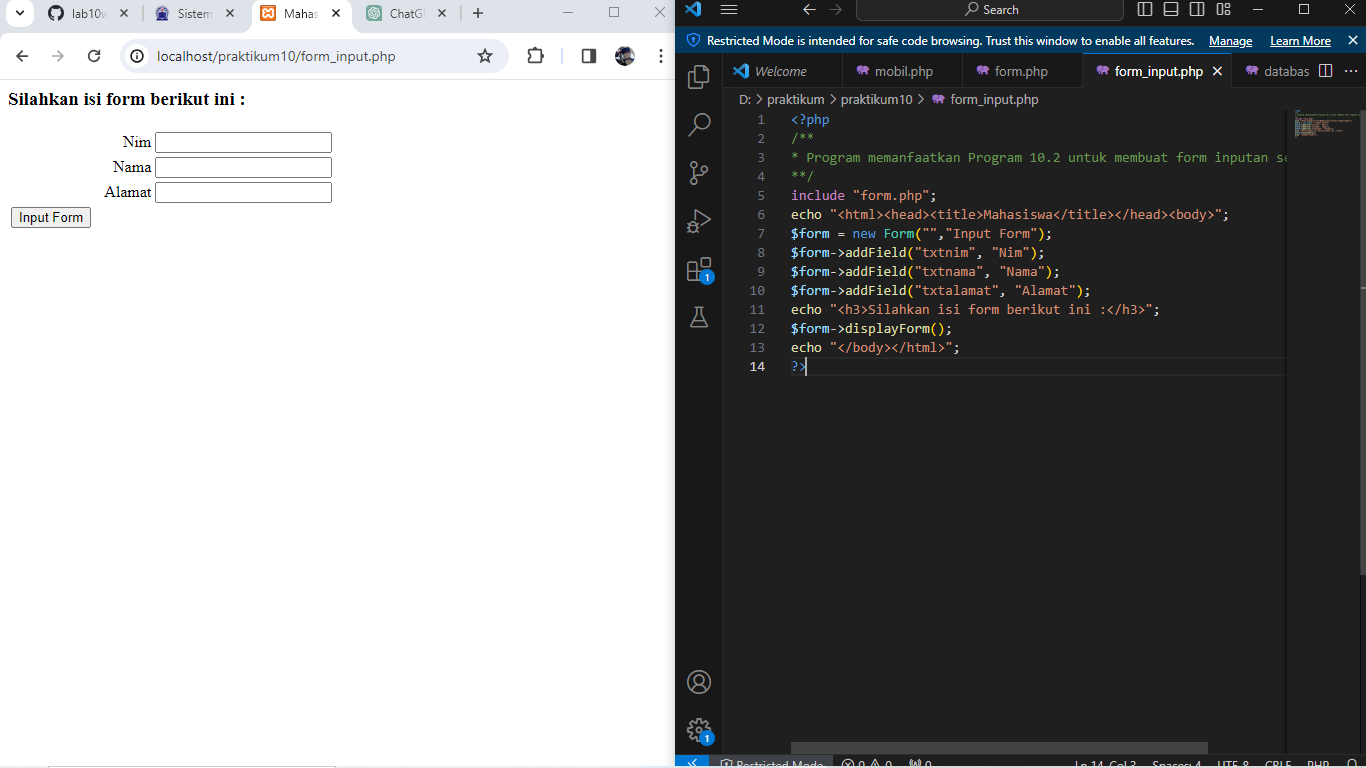 lab10
Sistem
Mahas
ChatG
localhost/praktikum10/form_input.php
Silahkan isi form berikut ini :
Nim
Nama
Alamat
Input Form
Search
Restricted Mode is intended for safe code browsing. Trust this window to enable all features. Manage Learn More
Welcome
mobil.php
form.php
form_input.php
databas
D: > praktikum > praktikum10 > form_input.php
1 <?php
2 /**
3 * Program memanfaatkan Program 10.2 untuk membuat form inputan se
4 **/
5 include "form.php";
6 echo "<html><head><title>Mahasiswa</title></head><body>";
7 $form = new Form("","Input Form");
8 $form->addField("txtnim", "Nim");
9 $form->addField("txtnama", "Nama");
10 $form->addField("txtalamat", "Alamat");
11 echo "<h3>Silahkan isi form berikut ini :</h3>";
12 $form->displayForm();
13 echo "</body></html>";
14 ?>
1
1
Restricted Mode
0 0 0
Ln 14, Col 3
Spaces: 4
UTF-8
CRLF
PHP